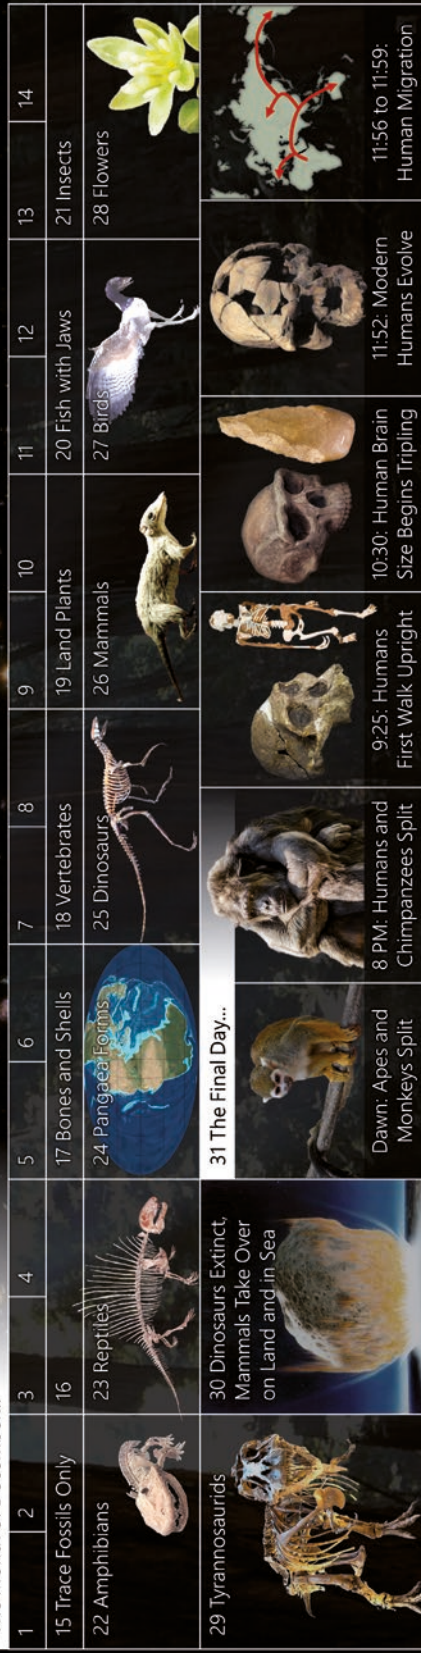 1 2 3 4 5 6 7 8 9 10 11 12 13 14
15 Trace Fossils Only
16
17 Bones and Shells
18 Vertebrates
19 Land Plants
20 Fish with Jaws
21 Insects
22 Amphibians
23 Reptiles
24 Pangaea Forms
25 Dinosaurs
26 Mammals
27 Birds
28 Flowers
29 Tyrannosaurids
30 Dinosaurs Extinct,
Mammals Take Over
on Land and in Sea
31 The Final Day...
Dawn: Apes and
Monkeys Split
8 PM: Humans and
Chimpanzees Split
9:25: Humans
First Walk Upright
10:30: Human Brain
Size Begins Tripling
11:52: Modern
Humans Evolve
11:56 to 11:59:
Human Migration